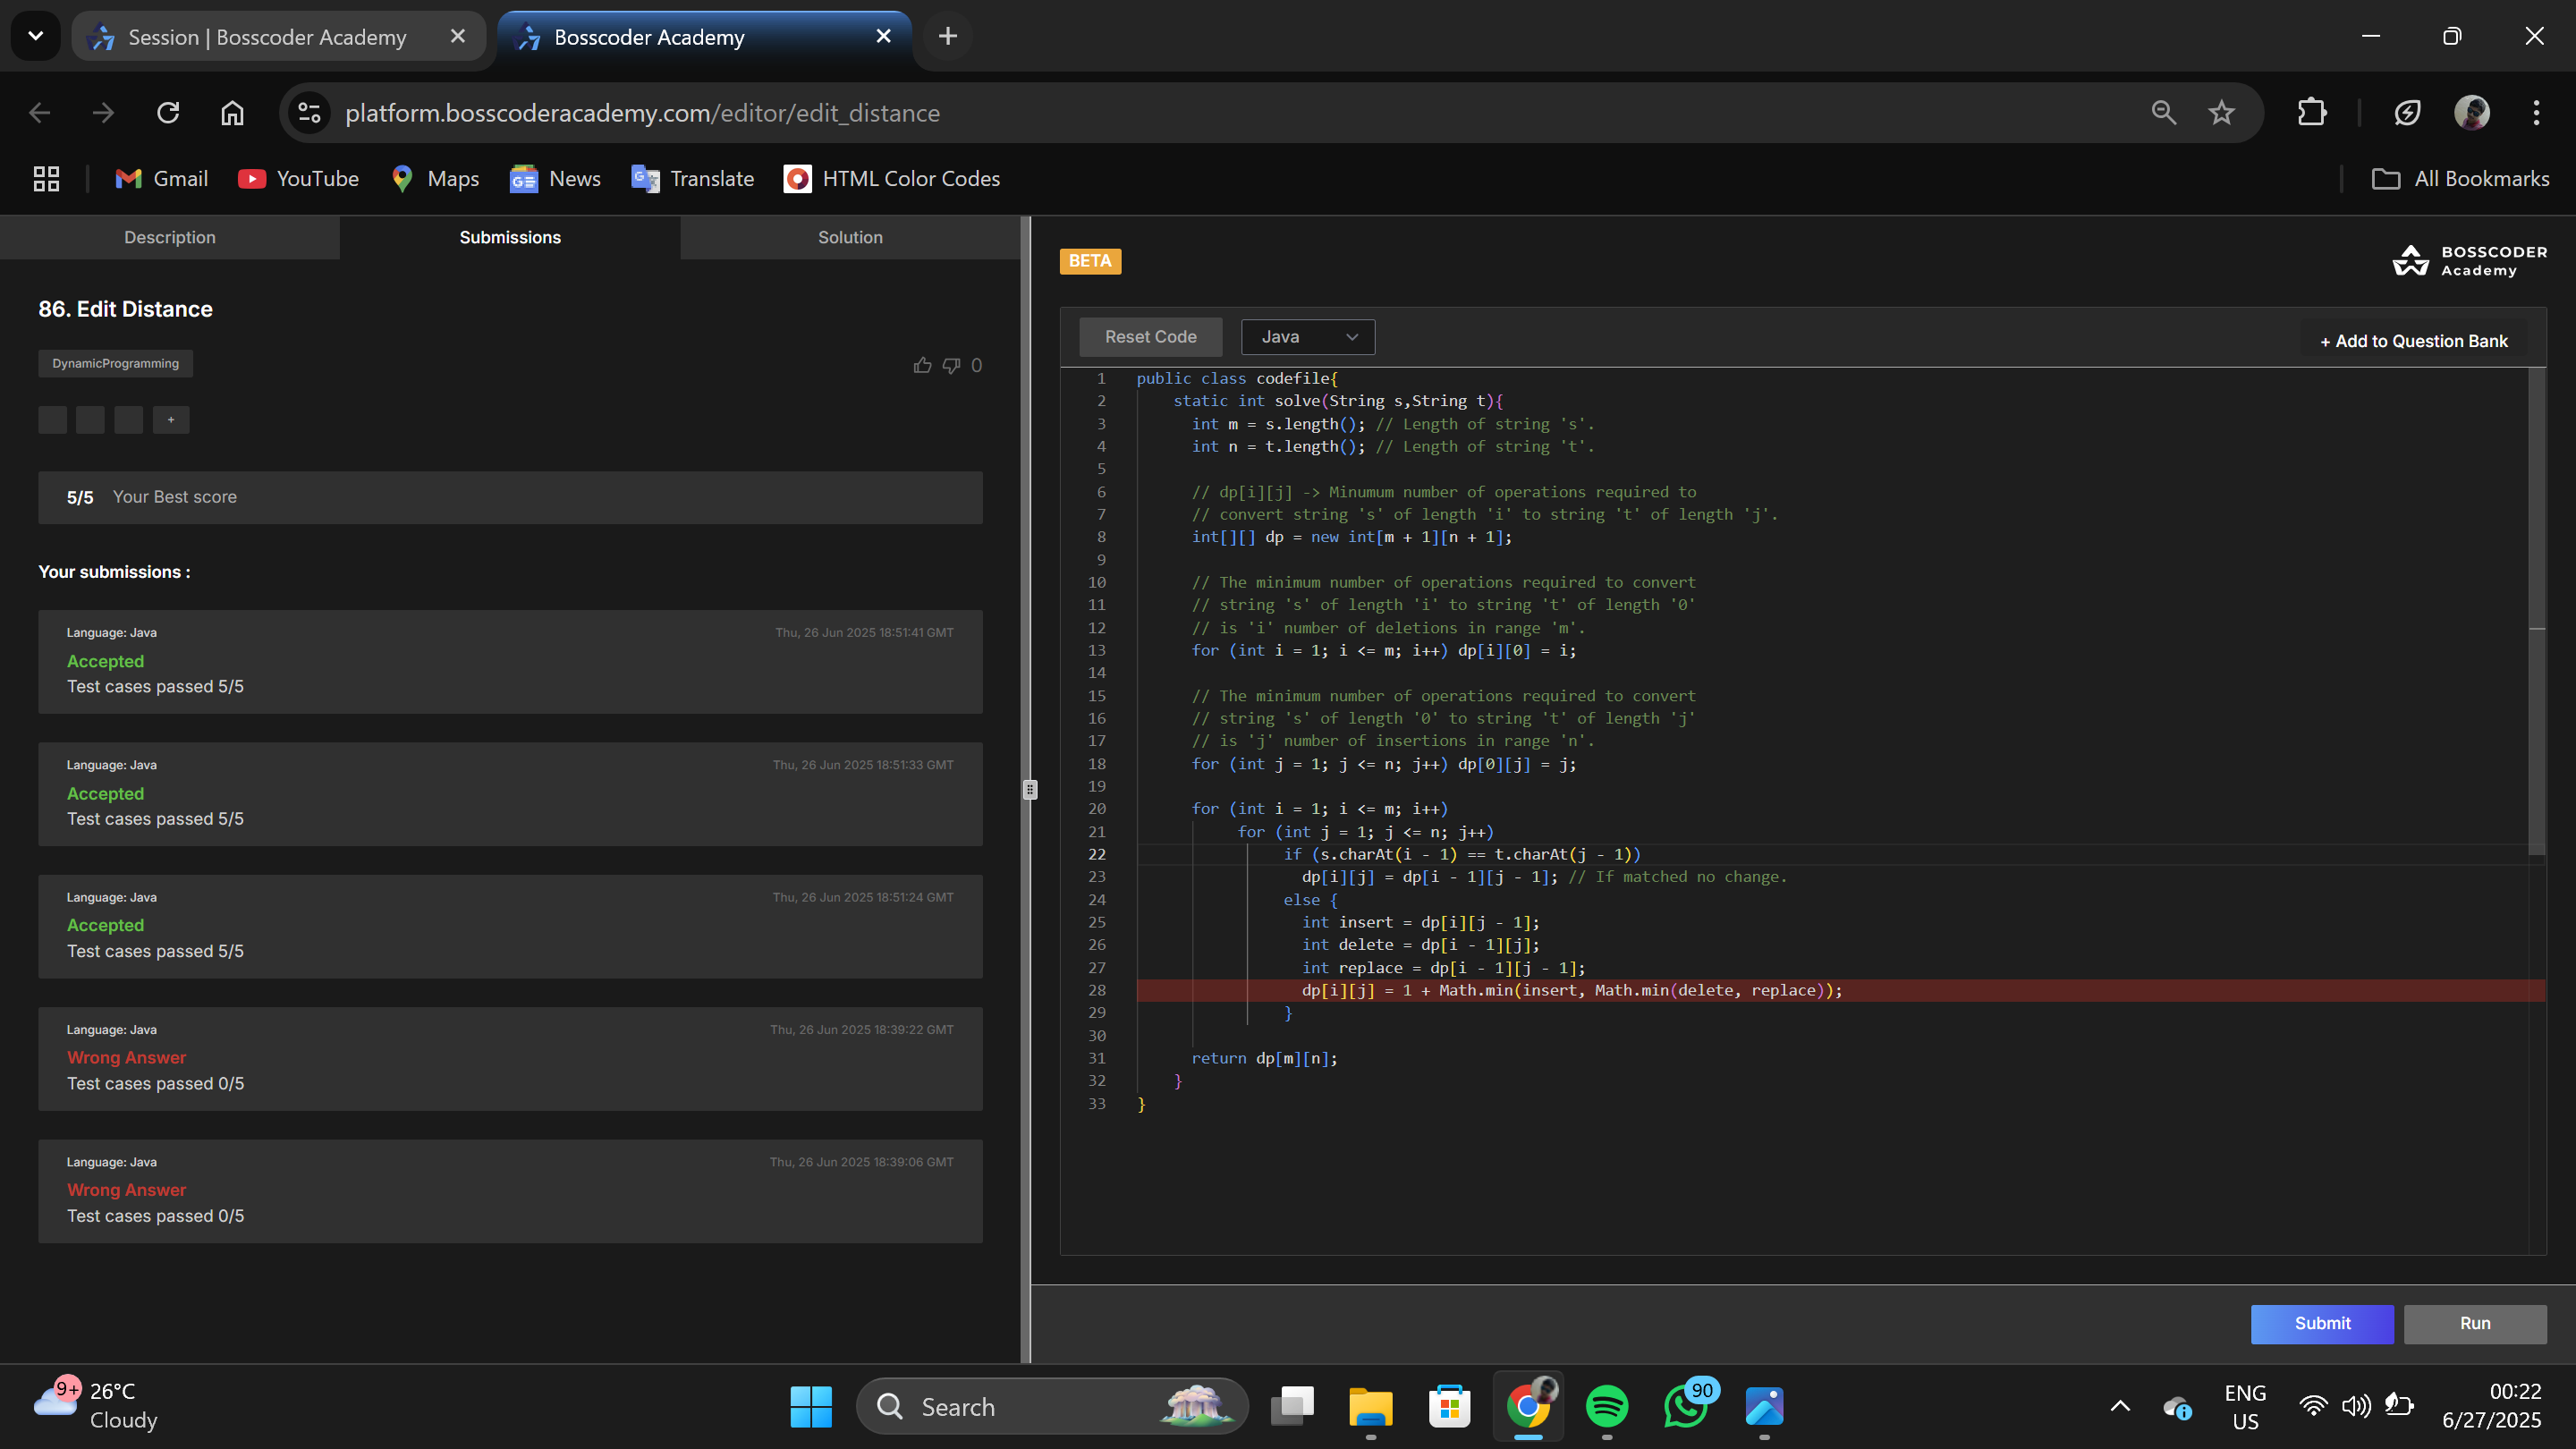 Session | Bosscoder Academy
Bosscoder Academy
platform.bosscoderacademy.com/editor/edit_distance
Gmail
YouTube
Maps
News
Translate
HTML Color Codes
All Bookmarks
Description
Submissions
Solution
86. Edit Distance
DynamicProgramming
0
+
5/5 Your Best score
Your submissions :
Language: Java
Thu, 26 Jun 2025 18:51:41 GMT
Accepted
Test cases passed 5/5
Language: Java
Thu, 26 Jun 2025 18:51:33 GMT
Accepted
Test cases passed 5/5
Language: Java
Thu, 26 Jun 2025 18:51:24 GMT
Accepted
Test cases passed 5/5
Language: Java
Thu, 26 Jun 2025 18:39:22 GMT
Wrong Answer
Test cases passed 0/5
Language: Java
Thu, 26 Jun 2025 18:39:06 GMT
Wrong Answer
Test cases passed 0/5
BETA
BOSSCODER
Academy
Reset Code
Java
+ Add to Question Bank
1 public class codefile{
2 static int solve(String s,String t){
3 int m = s.length(); // Length of string 's'.
4 int n = t.length(); // Length of string 't'.
5
6 // dp[i][j] -> Minumum number of operations required to
7 // convert string 's' of length 'i' to string 't' of length 'j'.
8 int[][] dp = new int[m + 1][n + 1];
9
10 // The minimum number of operations required to convert
11 // string 's' of length 'i' to string 't' of length '0'
12 // is 'i' number of deletions in range 'm'.
13 for (int i = 1; i <= m; i++) dp[i][0] = i;
14
15 // The minimum number of operations required to convert
16 // string 's' of length '0' to string 't' of length 'j'
17 // is 'j' number of insertions in range 'n'.
18 for (int j = 1; j <= n; j++) dp[0][j] = j;
19
20 for (int i = 1; i <= m; i++)
21 for (int j = 1; j <= n; j++)
22 if (s.charAt(i - 1) == t.charAt(j - 1))
23 dp[i][j] = dp[i - 1][j - 1]; // If matched no change.
24 else {
25 int insert = dp[i][j - 1];
26 int delete = dp[i - 1][j];
27 int replace = dp[i - 1][j - 1];
28 dp[i][j] = 1 + Math.min(insert, Math.min(delete, replace));
29 }
30
31 return dp[m][n];
32 }
33 }
Submit
Run
9+
26°C
Cloudy
Search
90
ENG
US
00:22
6/27/2025